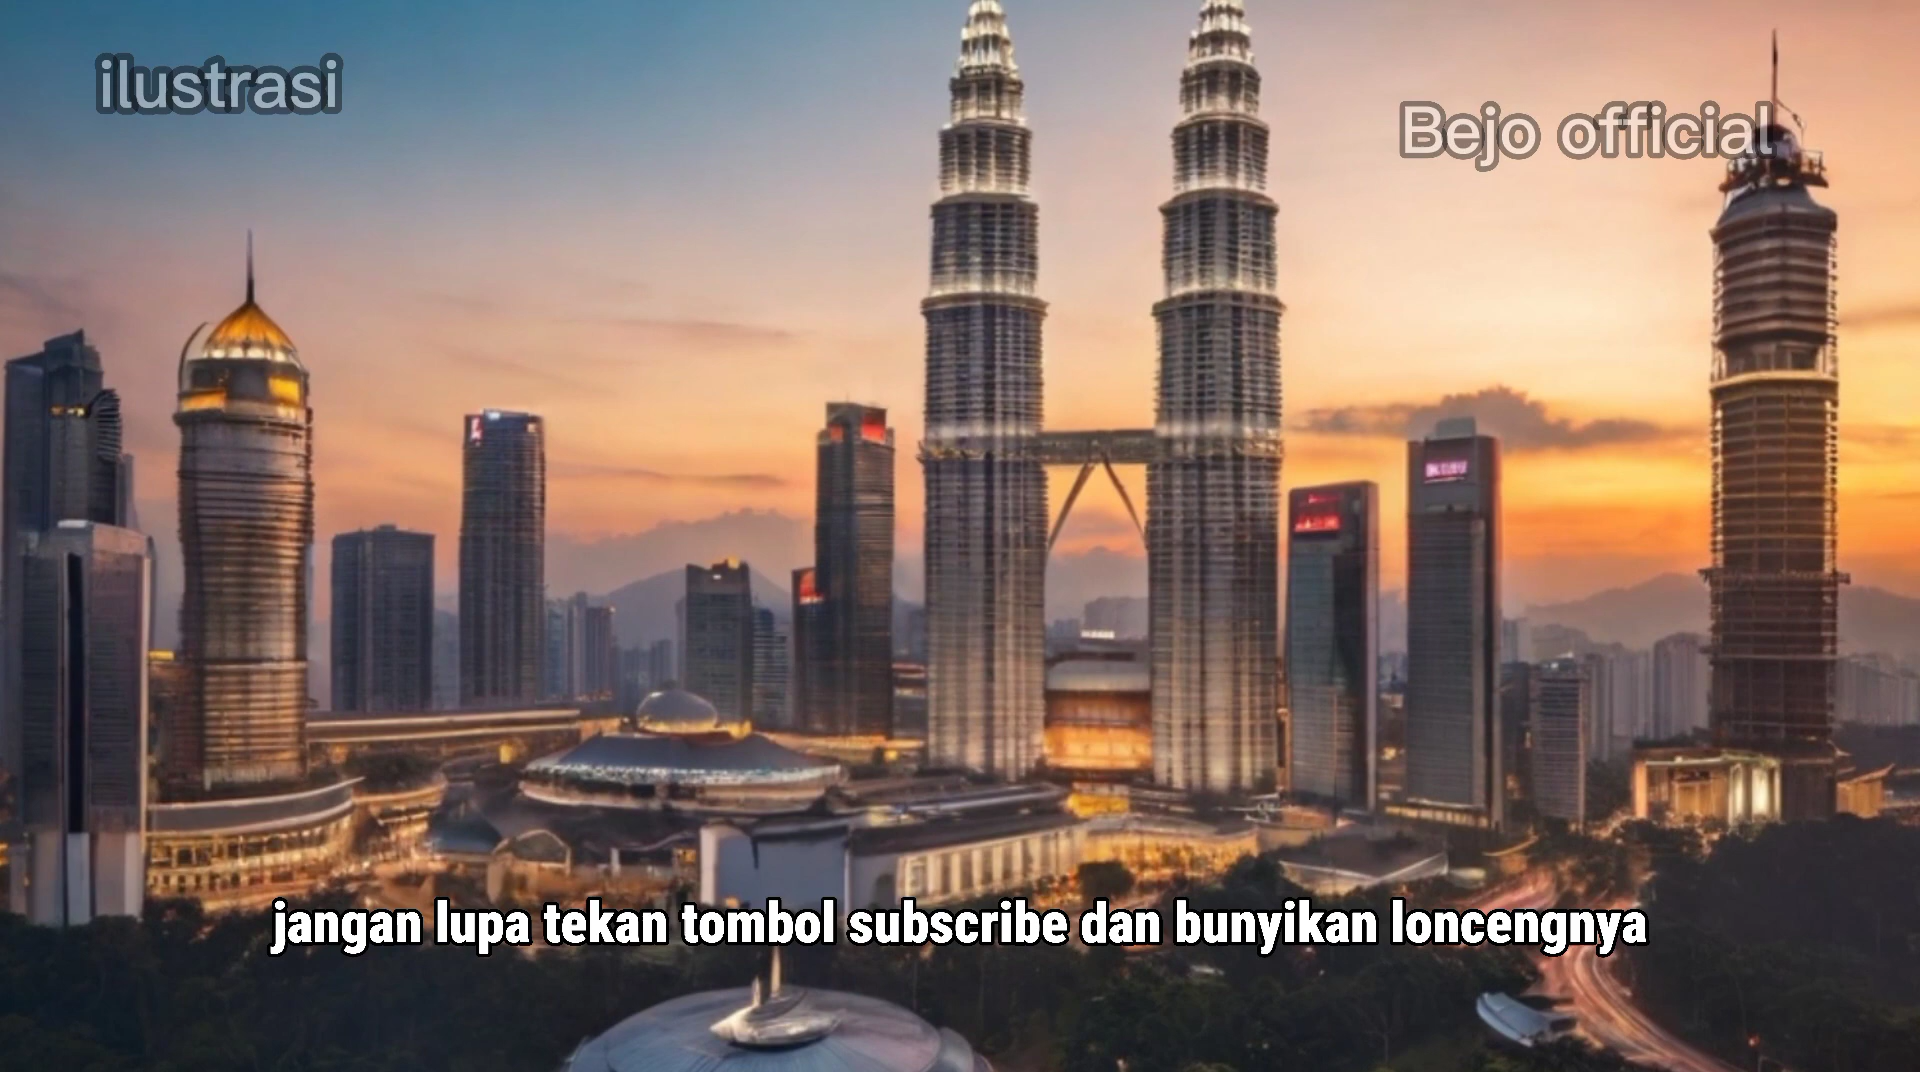 ilustrasi
Bejo official
jangan lupa tekan tombol subscribe dan bunyikan loncengnya